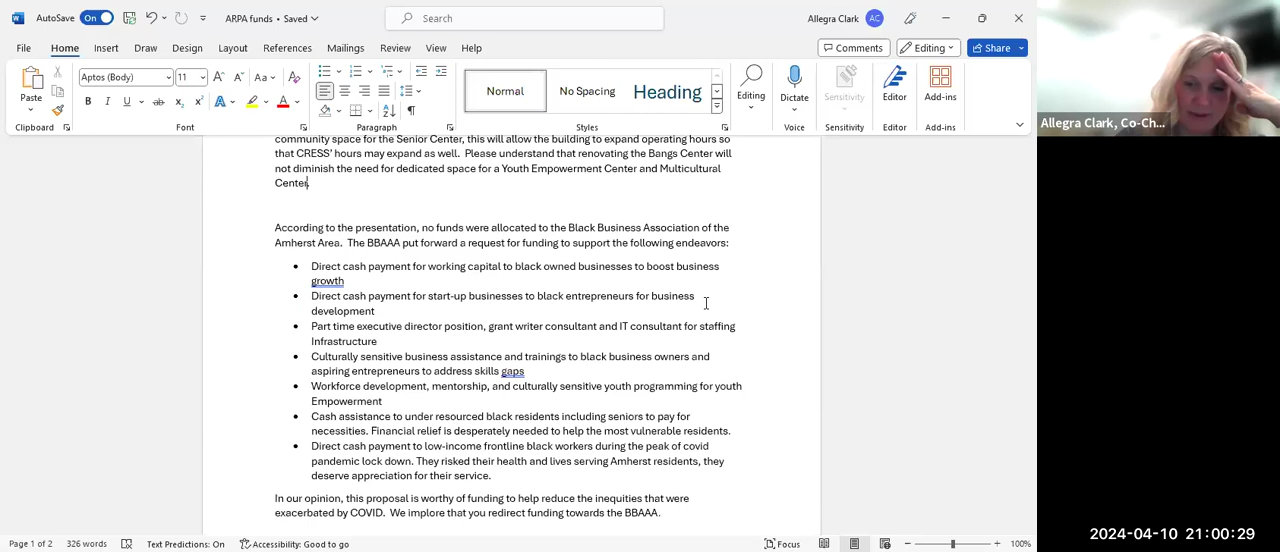 AutoSave On ARPA funds • Saved Search Allegra Clark AC
File Home Insert Draw Design Layout References Mailings Review View Help Comments Editing Share
Paste Aptos (Body) 11 A A Aa A Normal No Spacing Heading Editing Dictate Sensitivity Editor Add-ins
B I U ab x₂ x² A A
Clipboard Font Paragraph Styles Voice Sensitivity Editor Add-ins
Allegra Clark, Co-Ch...
community space for the Senior Center, this will allow the building to expand operating hours so
that CRESS' hours may expand as well. Please understand that renovating the Bangs Center will
not diminish the need for dedicated space for a Youth Empowerment Center and Multicultural
Center.
According to the presentation, no funds were allocated to the Black Business Association of the
Amherst Area. The BBAAA put forward a request for funding to support the following endeavors:
• Direct cash payment for working capital to black owned businesses to boost business
growth
• Direct cash payment for start-up businesses to black entrepreneurs for business
development
• Part time executive director position, grant writer consultant and IT consultant for staffing
Infrastructure
• Culturally sensitive business assistance and trainings to black business owners and
aspiring entrepreneurs to address skills gaps
• Workforce development, mentorship, and culturally sensitive youth programming for youth
Empowerment
• Cash assistance to under resourced black residents including seniors to pay for
necessities. Financial relief is desperately needed to help the most vulnerable residents.
• Direct cash payment to low-income frontline black workers during the peak of covid
pandemic lock down. They risked their health and lives serving Amherst residents, they
deserve appreciation for their service.
In our opinion, this proposal is worthy of funding to help reduce the inequities that were
exacerbated by COVID. We implore that you redirect funding towards the BBAAA.
Page 1 of 2 326 words Text Predictions: On Accessibility: Good to go Focus 100%
2024-04-10 21:00:29